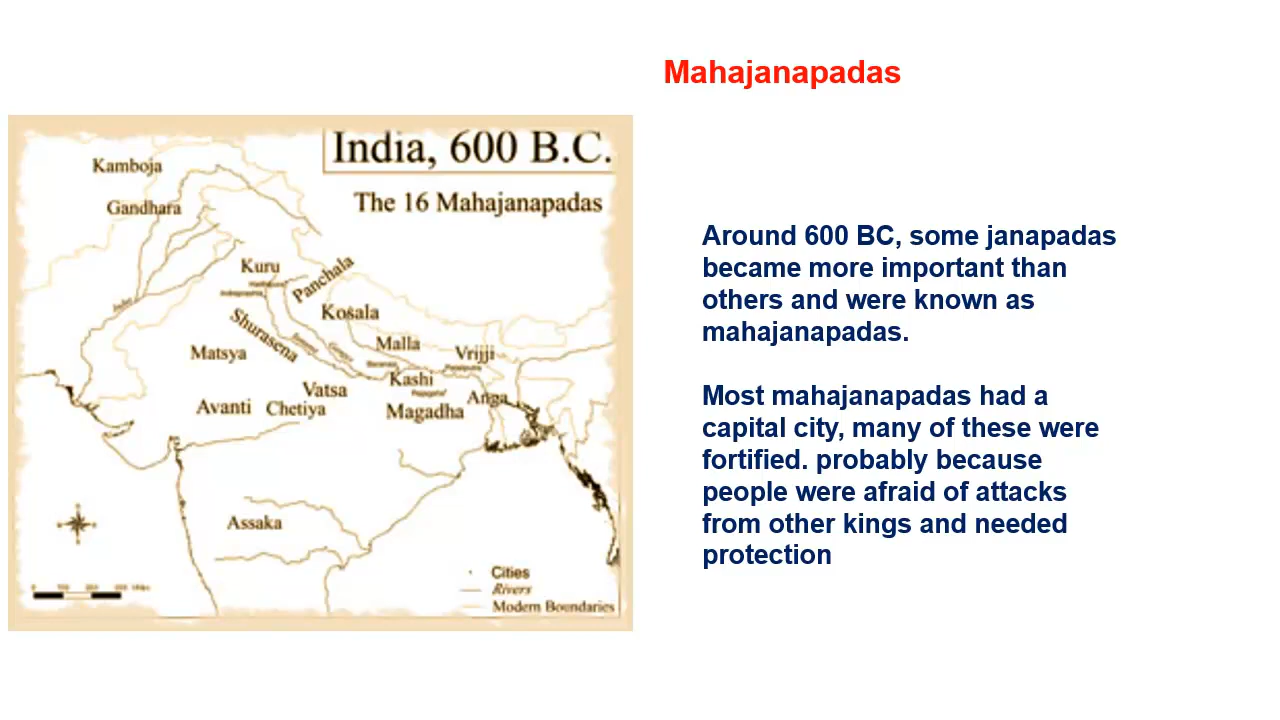 Mahajanapadas
India, 600 B.C.
The 16 Mahajanapadas
Kamboja
Gandhara
Kuru
Panchala
Kosala
Shurasena
Malla
Matsya
Vrijji
Kashi
Vatsa
Anga
Avanti
Chetiya
Magadha
Assaka
Cities
Rivers
Modern Boundaries
Around 600 BC, some janapadas
became more important than
others and were known as
mahajanapadas.
Most mahajanapadas had a
capital city, many of these were
fortified. probably because
people were afraid of attacks
from other kings and needed
protection